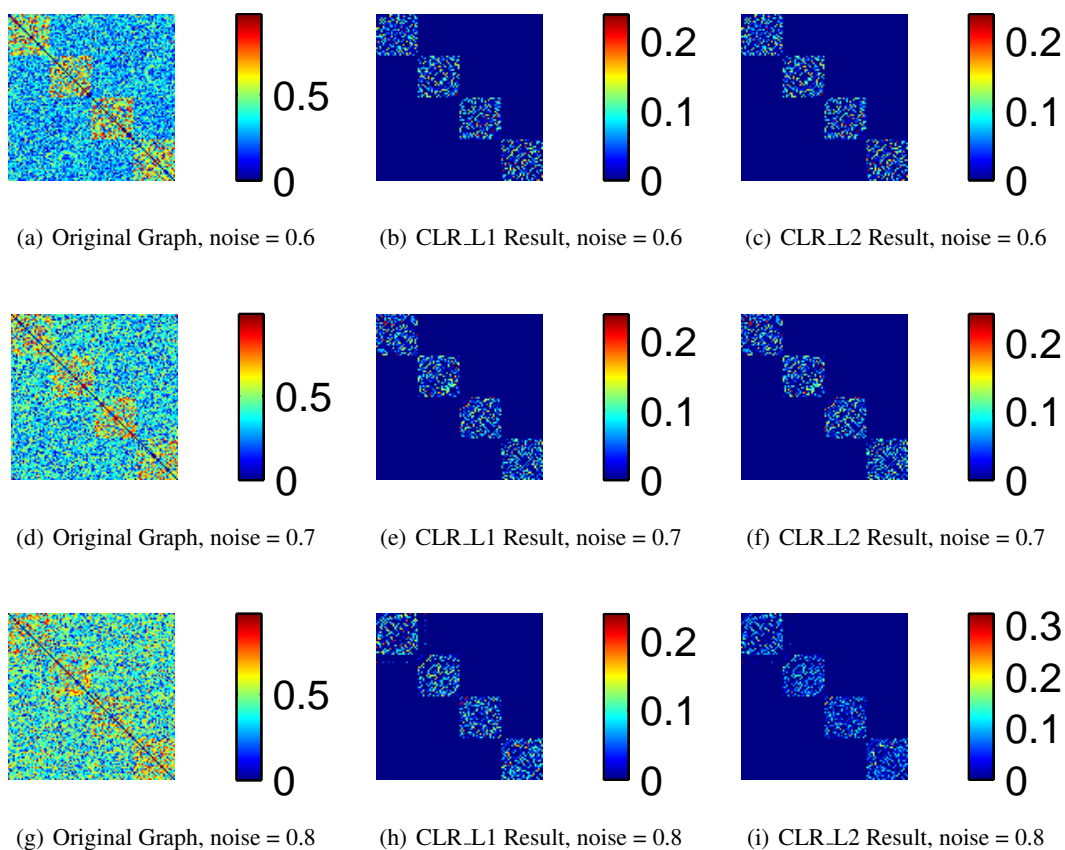 0.5
0
0.2
0.1
0
0.2
0.1
0
(a) Original Graph, noise = 0.6
(b) CLR_L1 Result, noise = 0.6
(c) CLR_L2 Result, noise = 0.6
0.5
0
0.2
0.1
0
0.2
0.1
0
(d) Original Graph, noise = 0.7
(e) CLR_L1 Result, noise = 0.7
(f) CLR_L2 Result, noise = 0.7
0.5
0
0.2
0.1
0
0.3
0.2
0.1
0
(g) Original Graph, noise = 0.8
(h) CLR_L1 Result, noise = 0.8
(i) CLR_L2 Result, noise = 0.8